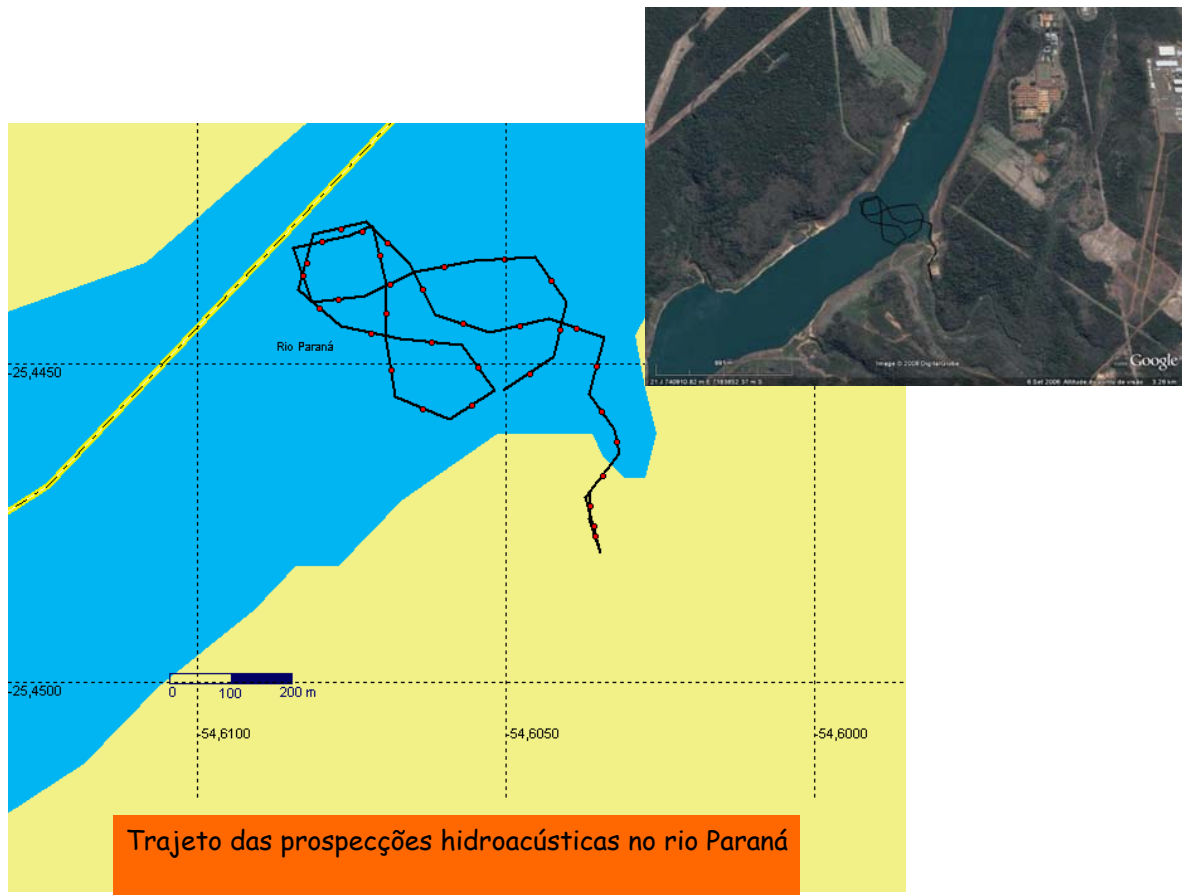 Image © 2008 DigitalGlobe
Google
Rio Paraná
-25,4450
-25,4500
0 100 200 m
-54,6100
-54,6050
-54,6000
Trajeto das prospecções hidroacústicas no rio Paraná